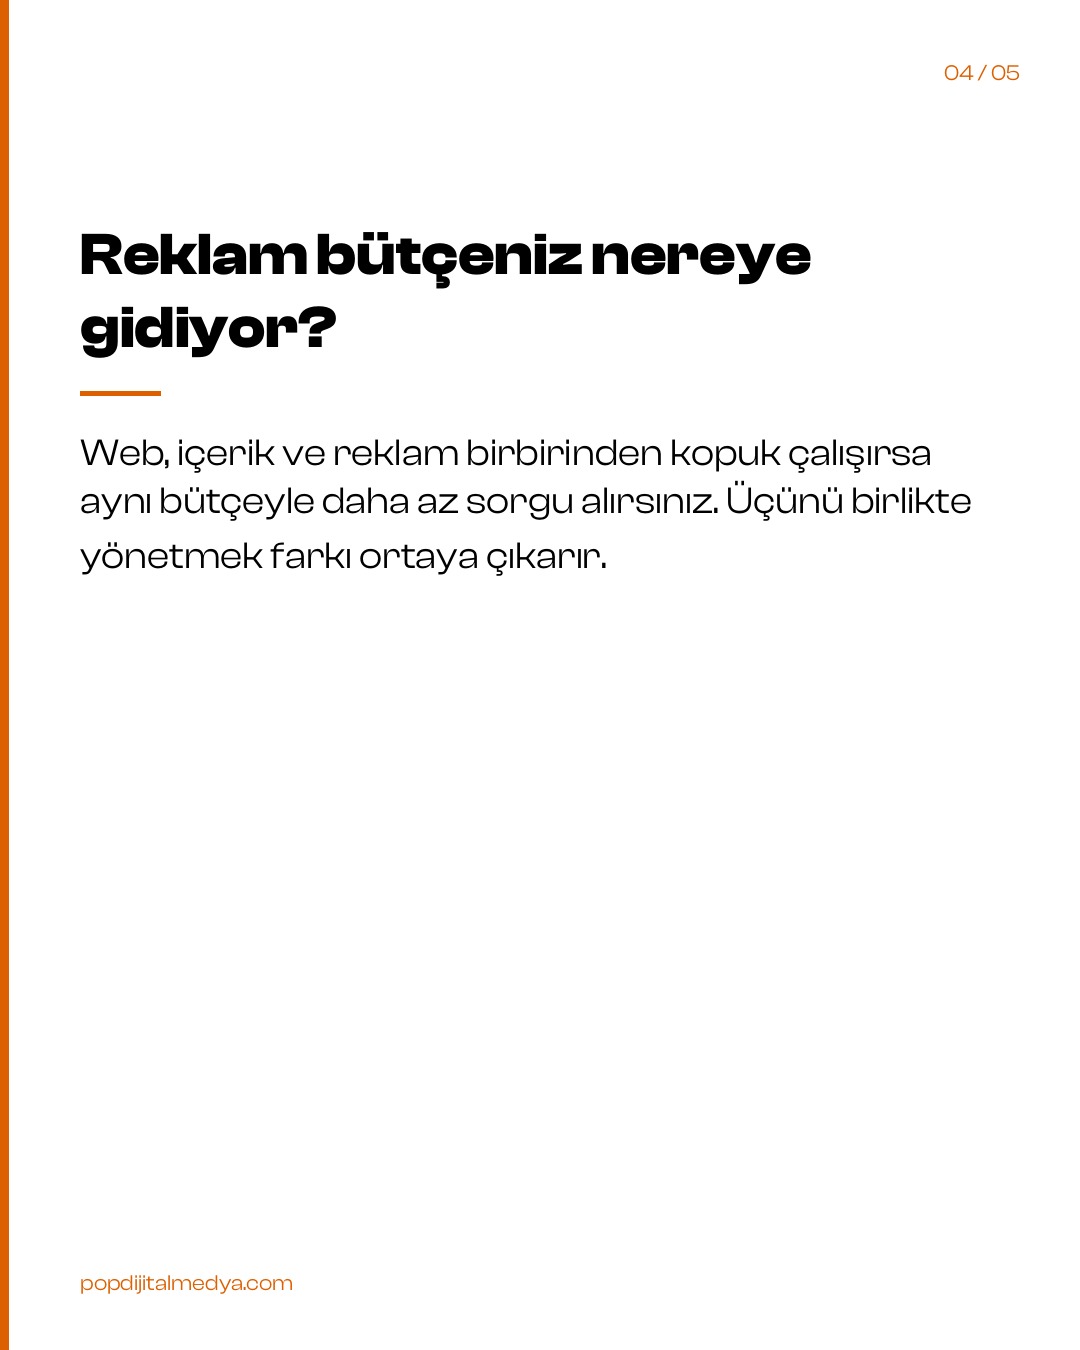 04 / 05
Reklam bütçeniz nereye
gidiyor?
Web, içerik ve reklam birbirinden kopuk çalışırsa
aynı bütçeyle daha az sorgu alırsınız. Üçünü birlikte
yönetmek farkı ortaya çıkarır.
popdijitalmedya.com